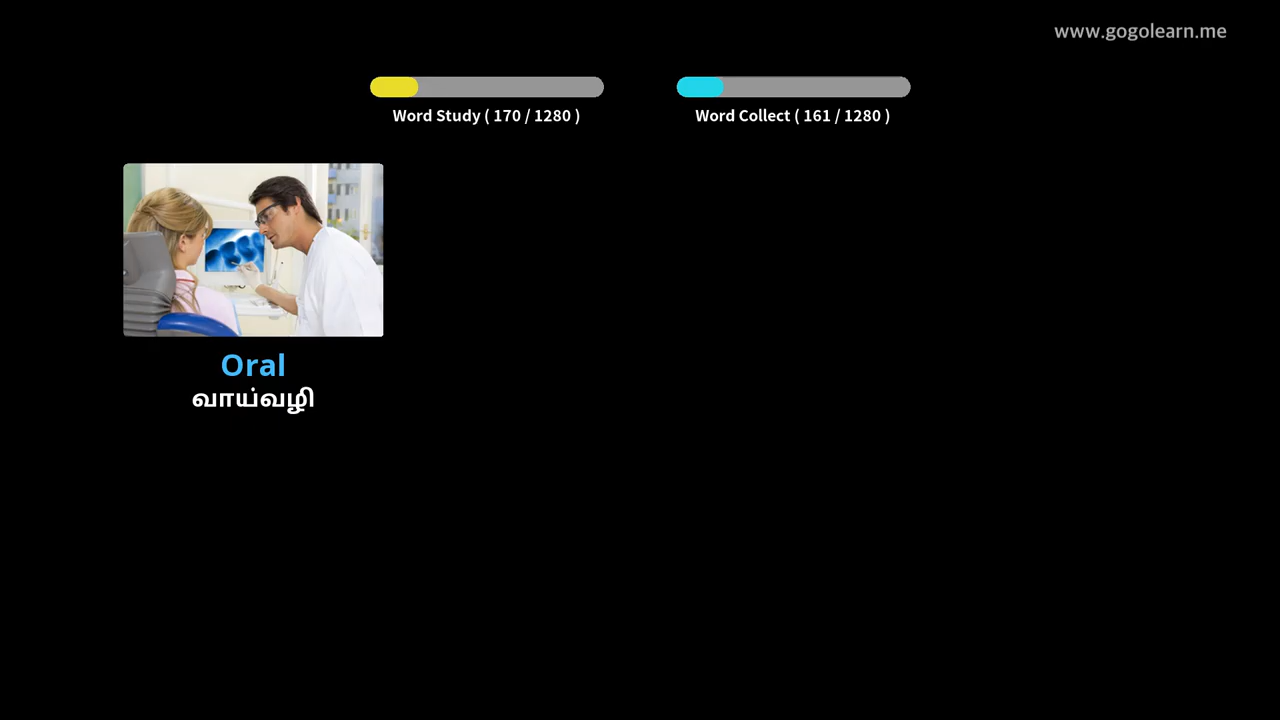 www.gogolearn.me
Word Study ( 170 / 1280 )
Word Collect ( 161 / 1280 )
Oral
வாய்வழி